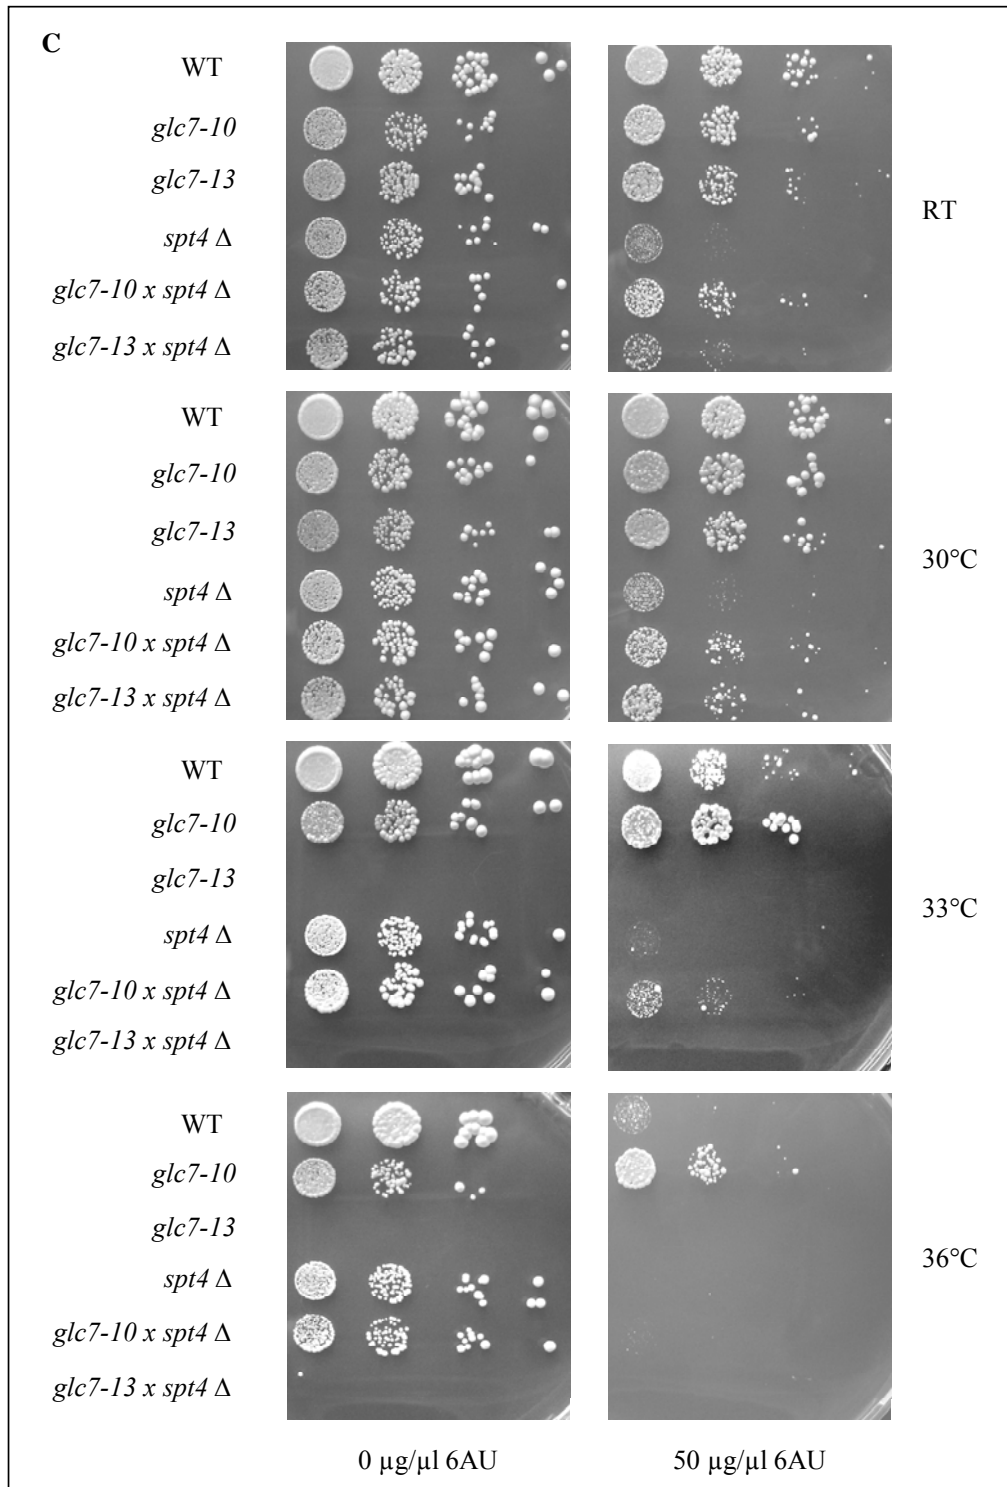 C
WT
glc7-10
glc7-13
spt4 Δ
glc7-10 x spt4 Δ
glc7-13 x spt4 Δ
RT
WT
glc7-10
glc7-13
spt4 Δ
glc7-10 x spt4 Δ
glc7-13 x spt4 Δ
30°C
WT
glc7-10
glc7-13
spt4 Δ
glc7-10 x spt4 Δ
glc7-13 x spt4 Δ
33°C
WT
glc7-10
glc7-13
spt4 Δ
glc7-10 x spt4 Δ
glc7-13 x spt4 Δ
36°C
0 µg/µl 6AU
50 µg/µl 6AU